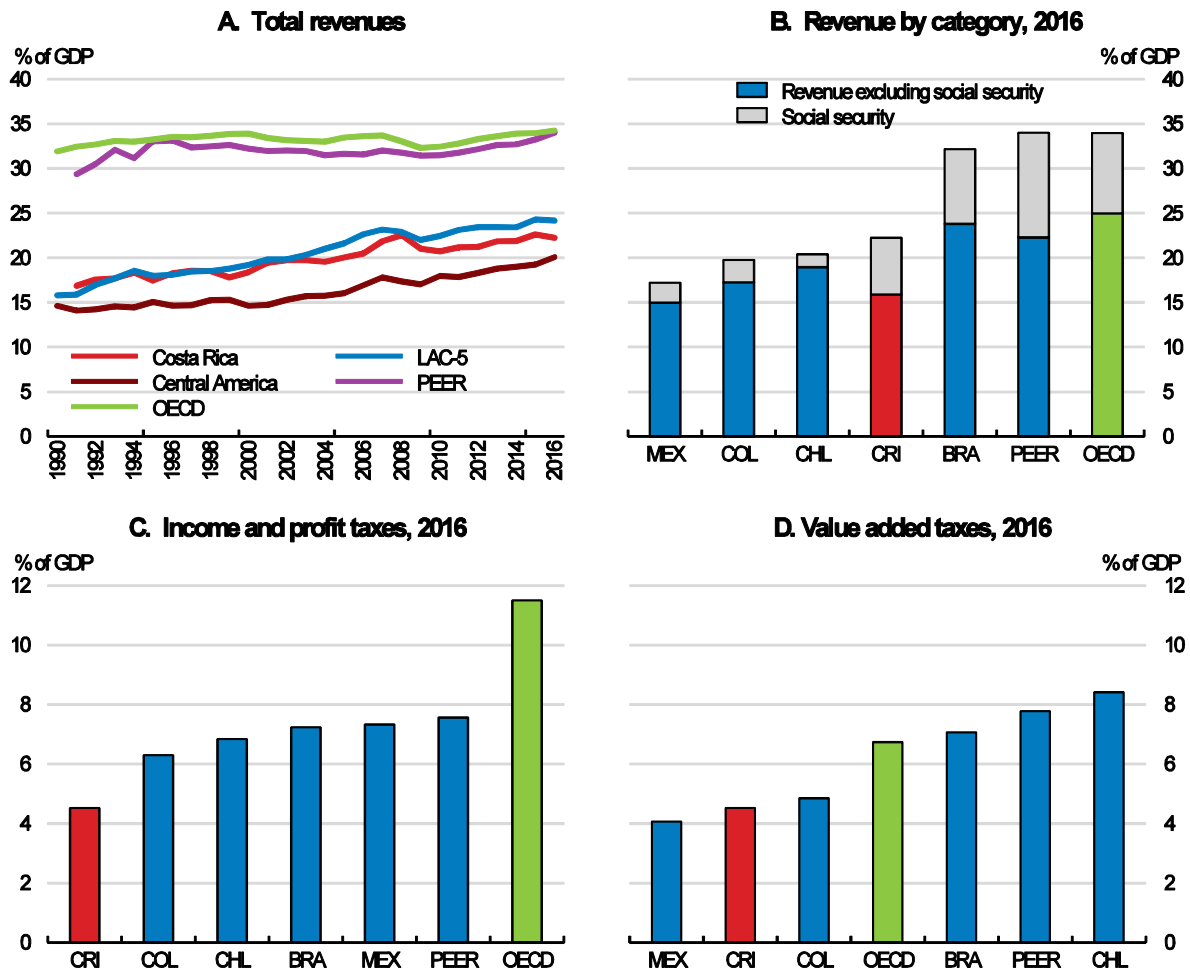 A. Total revenues
% of GDP
40
35
30
25
20
15
10
5
0
Costa Rica
LAC-5
Central America
PEER
OECD
1990
1992
1994
1996
1998
2000
2002
2004
2006
2008
2010
2012
2014
2016
B. Revenue by category, 2016
% of GDP
Revenue excluding social security
Social security
40
35
30
25
20
15
10
5
0
MEX COL CHL CRI BRA PEER OECD
C. Income and profit taxes, 2016
% of GDP
12
10
8
6
4
2
0
CRI COL CHL BRA MEX PEER OECD
D. Value added taxes, 2016
% of GDP
12
10
8
6
4
2
0
MEX CRI COL OECD BRA PEER CHL